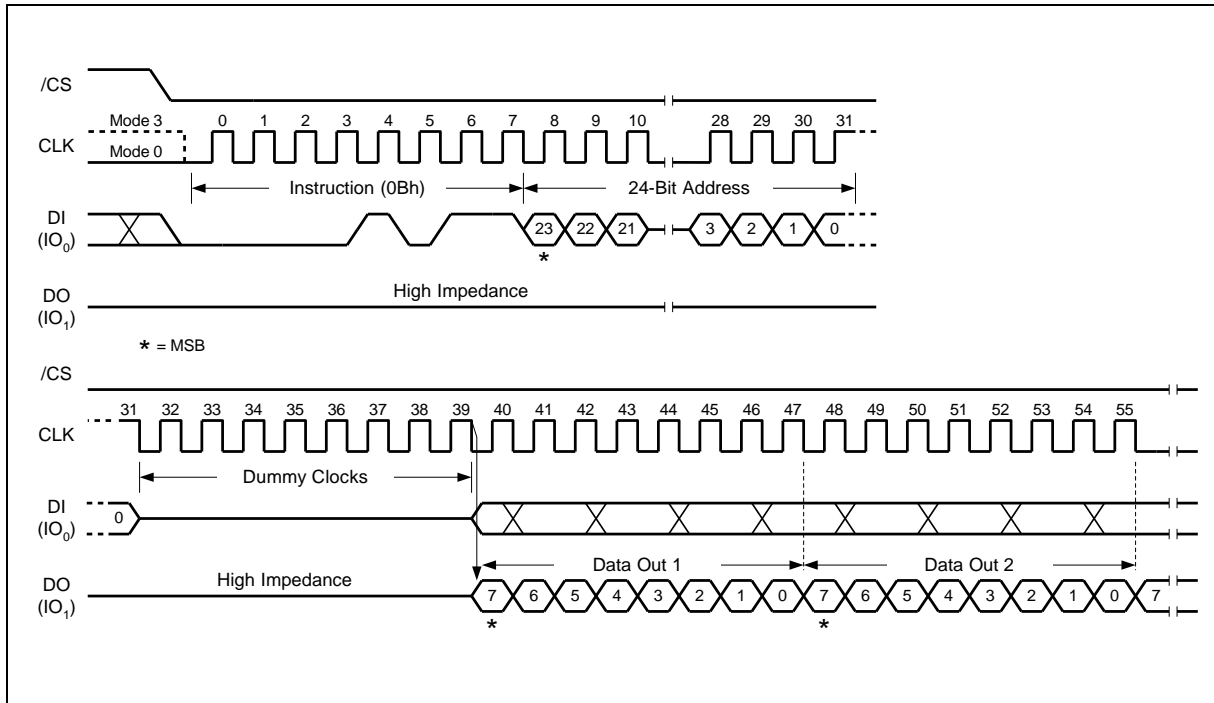 /CS
Mode 3
Mode 0
CLK
0 1 2 3 4 5 6 7 8 9 10 28 29 30 31
Instruction (0Bh) 24-Bit Address
DI
(IO₀)
23 22 21 3 2 1 0
*
DO
(IO₁)
High Impedance
* = MSB
/CS
CLK
31 32 33 34 35 36 37 38 39 40 41 42 43 44 45 46 47 48 49 50 51 52 53 54 55
Dummy Clocks
DI
(IO₀)
0
Data Out 1 Data Out 2
DO
(IO₁)
High Impedance
7 6 5 4 3 2 1 0 7 6 5 4 3 2 1 0 7
* *